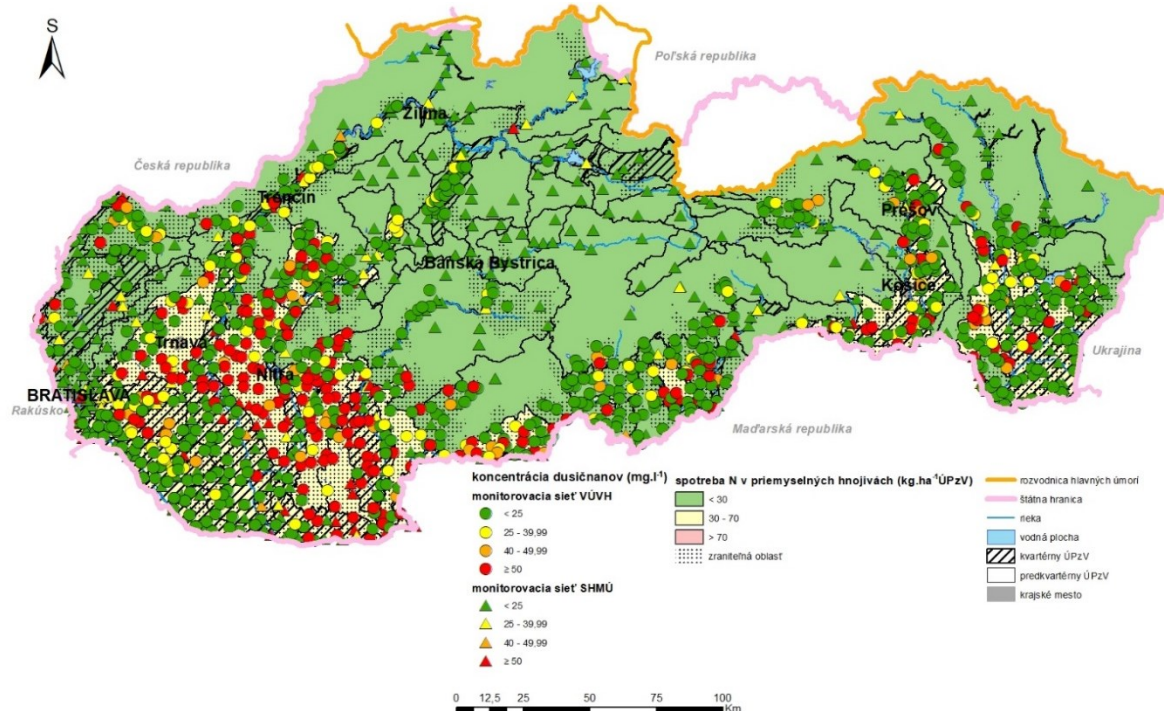 S
Poľská republika
Žilina
Česká republika
Trenčín
Prešov
Banská Bystrica
Košice
Trnava
Ukrajina
Nitra
BRATISLAVA
Rakúsko
Maďarská republika
koncentrácia dusičnanov (mg.l-1)
monitorovacia sieť VÚVH
< 25
25 - 39,99
40 - 49,99
≥ 50
monitorovacia sieť SHMÚ
< 25
25 - 39,99
40 - 49,99
≥ 50
spotreba N v priemyselných hnojivách (kg.ha-1ÚPzV)
< 30
30 - 70
> 70
zraniteľná oblasť
rozvodnica hlavných úmorí
štátna hranica
rieka
vodná plocha
kvartérny ÚPzV
predkvartérny ÚPzV
krajské mesto
0 12,5 25 50 75 100
Km